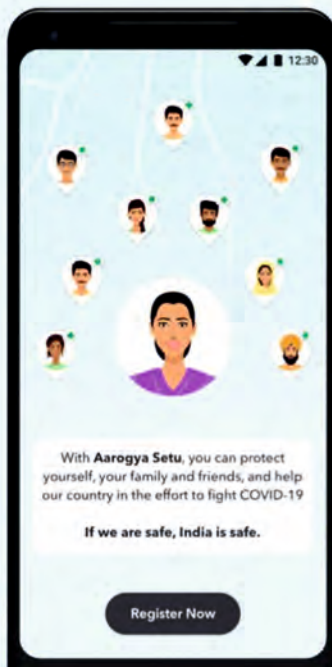 12:30
With Aarogya Setu, you can protect
yourself, your family and friends, and help
our country in the effort to fight COVID-19
If we are safe, India is safe.
Register Now